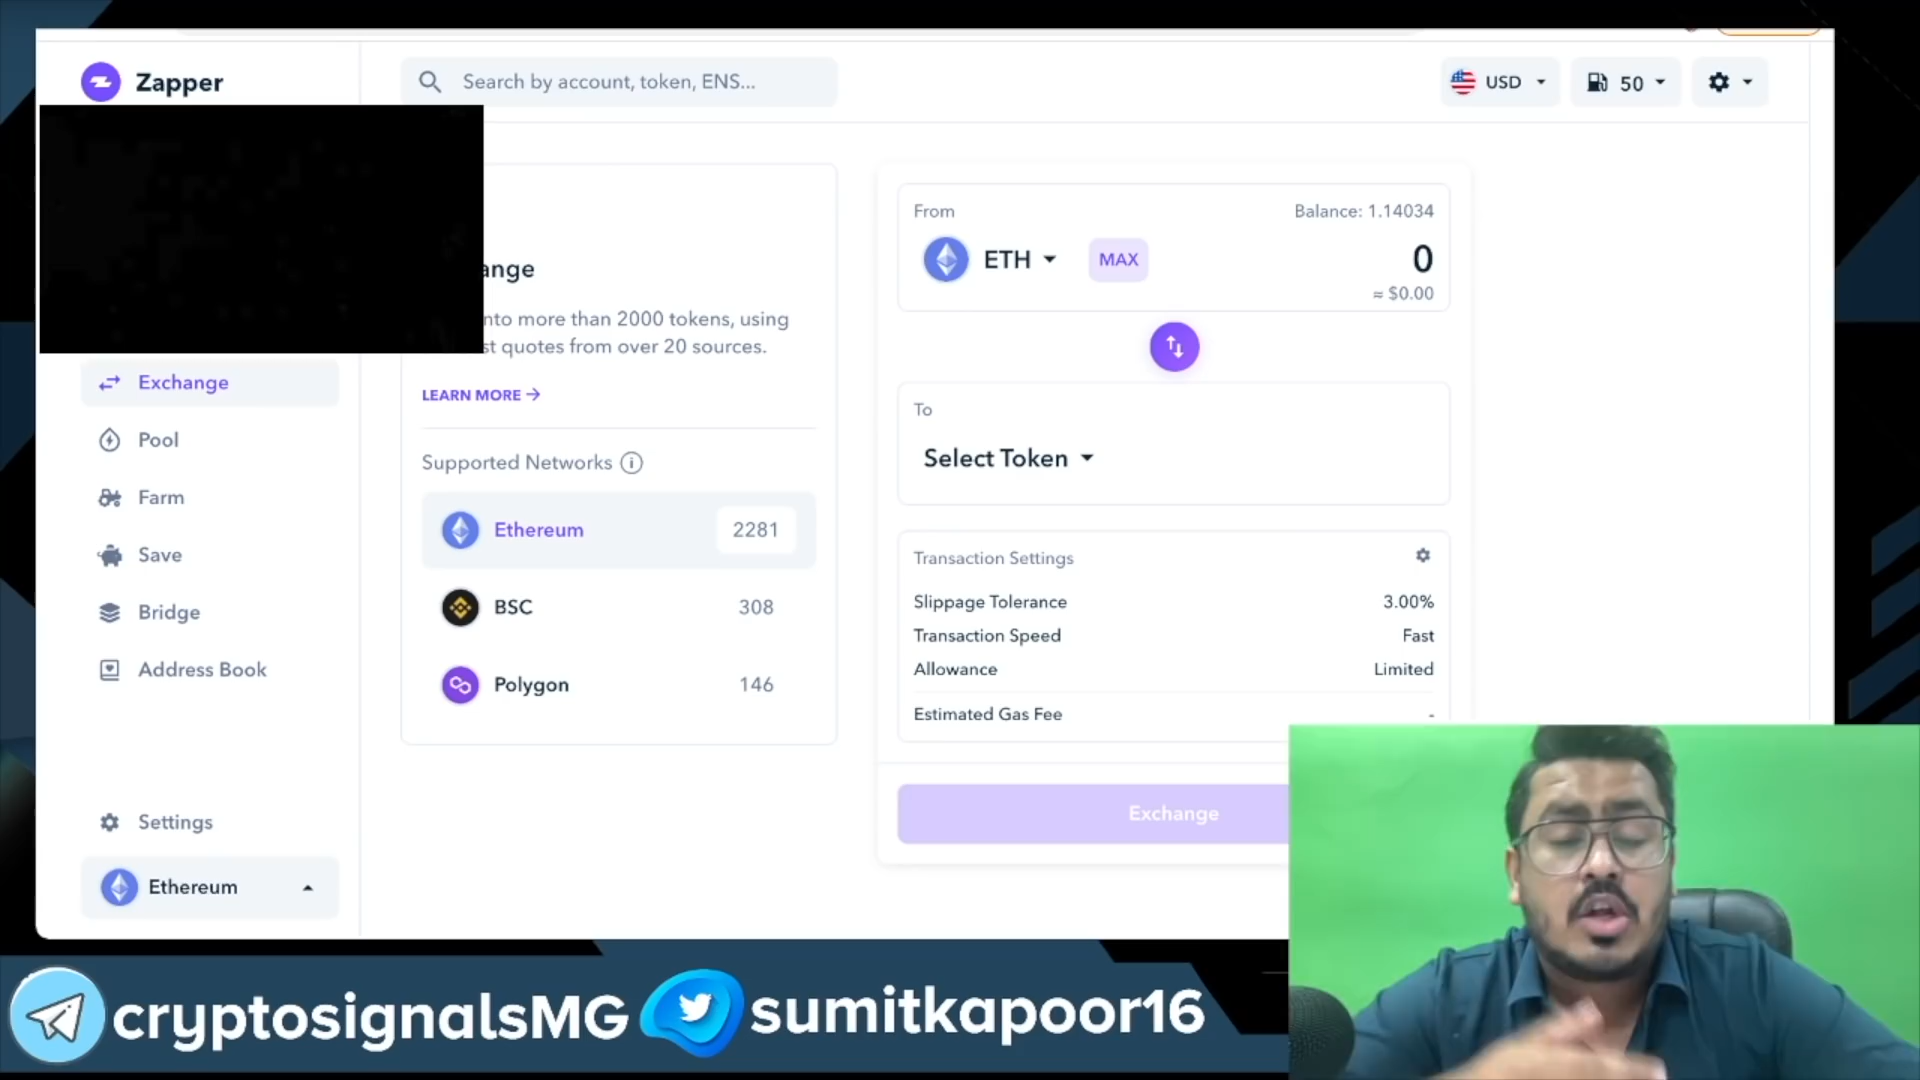 Zapper
Search by account, token, ENS...
USD
50
ange
nto more than 2000 tokens, using
st quotes from over 20 sources.
LEARN MORE
Supported Networks
Ethereum 2281
BSC 308
Polygon 146
Exchange
Pool
Farm
Save
Bridge
Address Book
Settings
Ethereum
From
Balance: 1.14034
ETH
MAX
0
≈ $0.00
To
Select Token
Transaction Settings
Slippage Tolerance 3.00%
Transaction Speed Fast
Allowance Limited
Estimated Gas Fee -
Exchange
cryptosignalsMG
sumitkapoor16